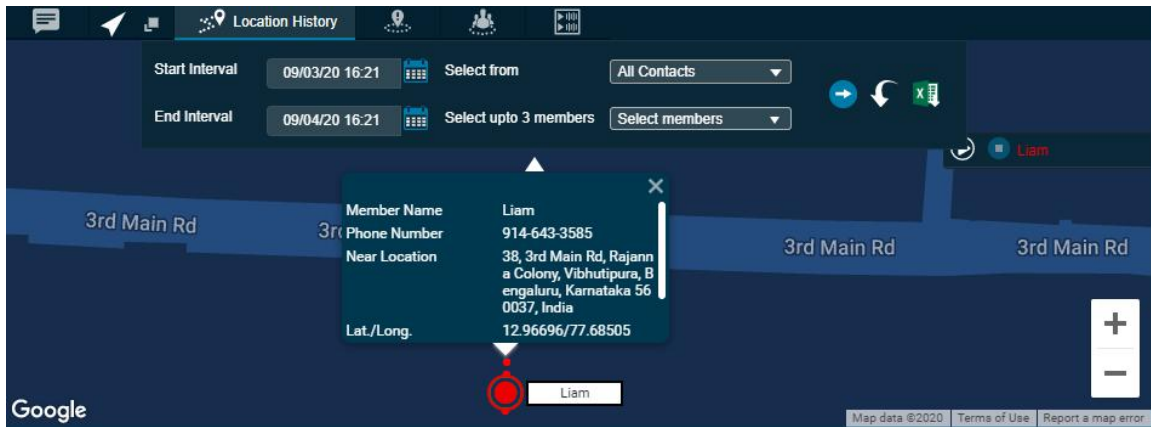 Location History
Start Interval 09/03/20 16:21 Select from All Contacts
End Interval 09/04/20 16:21 Select upto 3 members Select members
Liam
Member Name Liam
Phone Number 914-643-3585
Near Location 38, 3rd Main Rd, Rajann
a Colony, Vibhutipura, B
engaluru, Karnataka 56
0037, India
Lat./Long. 12.96696/77.68505
3rd Main Rd
3rd Main Rd
3rd Main Rd
Liam
Google
Map data ©2020 Terms of Use Report a map error